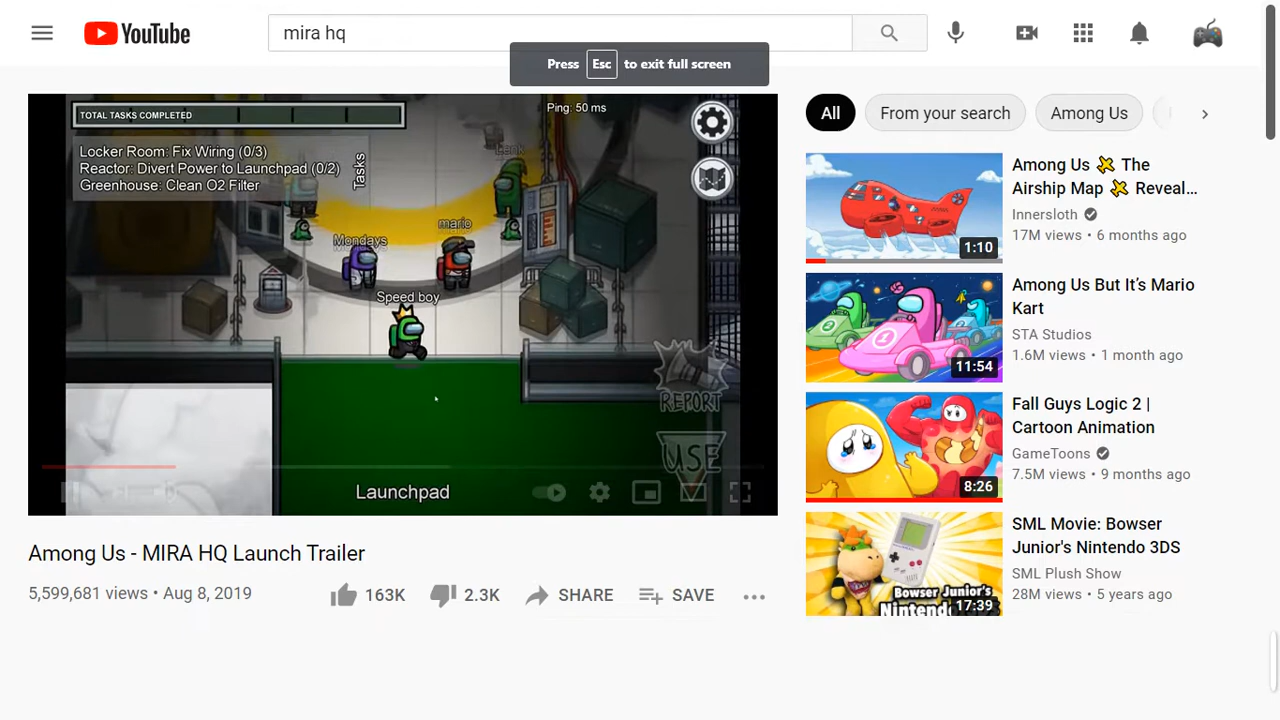 YouTube
mira hq
Press Esc to exit full screen
TOTAL TASKS COMPLETED
Ping: 50 ms
Locker Room: Fix Wiring (0/3)
Reactor: Divert Power to Launchpad (0/2)
Greenhouse: Clean O2 Filter
Tasks
Lenk
mario
Mondays
Speed boy
REPORT
USE
Launchpad
All
From your search
Among Us
Among Us The
Airship Map Reveal...
Innersloth
17M views • 6 months ago
1:10
Among Us But It's Mario
Kart
STA Studios
1.6M views • 1 month ago
11:54
Fall Guys Logic 2 |
Cartoon Animation
GameToons
7.5M views • 9 months ago
8:26
SML Movie: Bowser
Junior's Nintendo 3DS
SML Plush Show
28M views • 5 years ago
Bowser Junior's
17:39
Among Us - MIRA HQ Launch Trailer
5,599,681 views • Aug 8, 2019
163K
2.3K
SHARE
SAVE